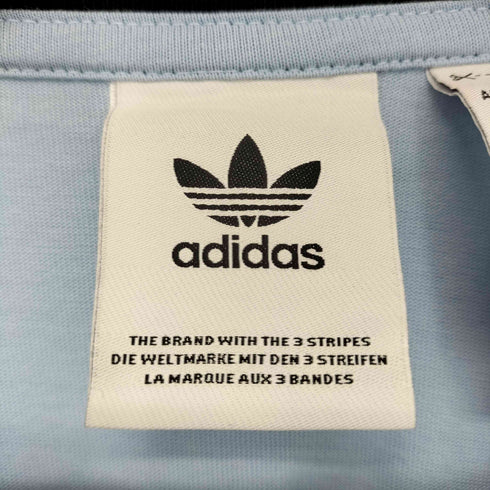 adidas
THE BRAND WITH THE 3 STRIPES
DIE WELTMARKE MIT DEN 3 STREIFEN
LA MARQUE AUX 3 BANDES